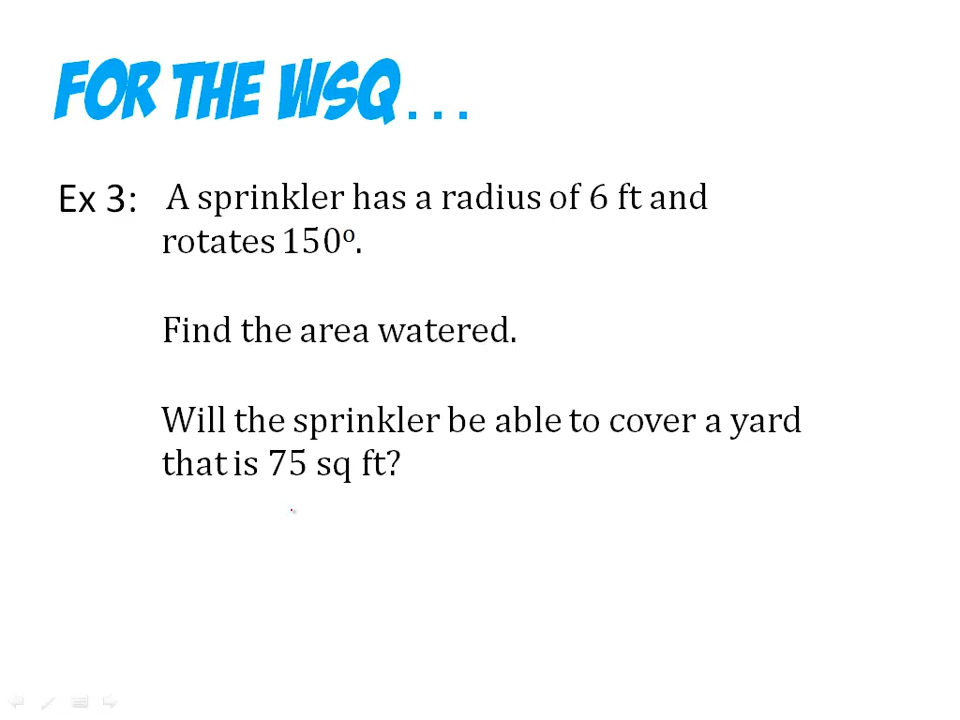 FOR THE WSQ...
Ex 3: A sprinkler has a radius of 6 ft and
rotates 150º.
Find the area watered.
Will the sprinkler be able to cover a yard
that is 75 sq ft?